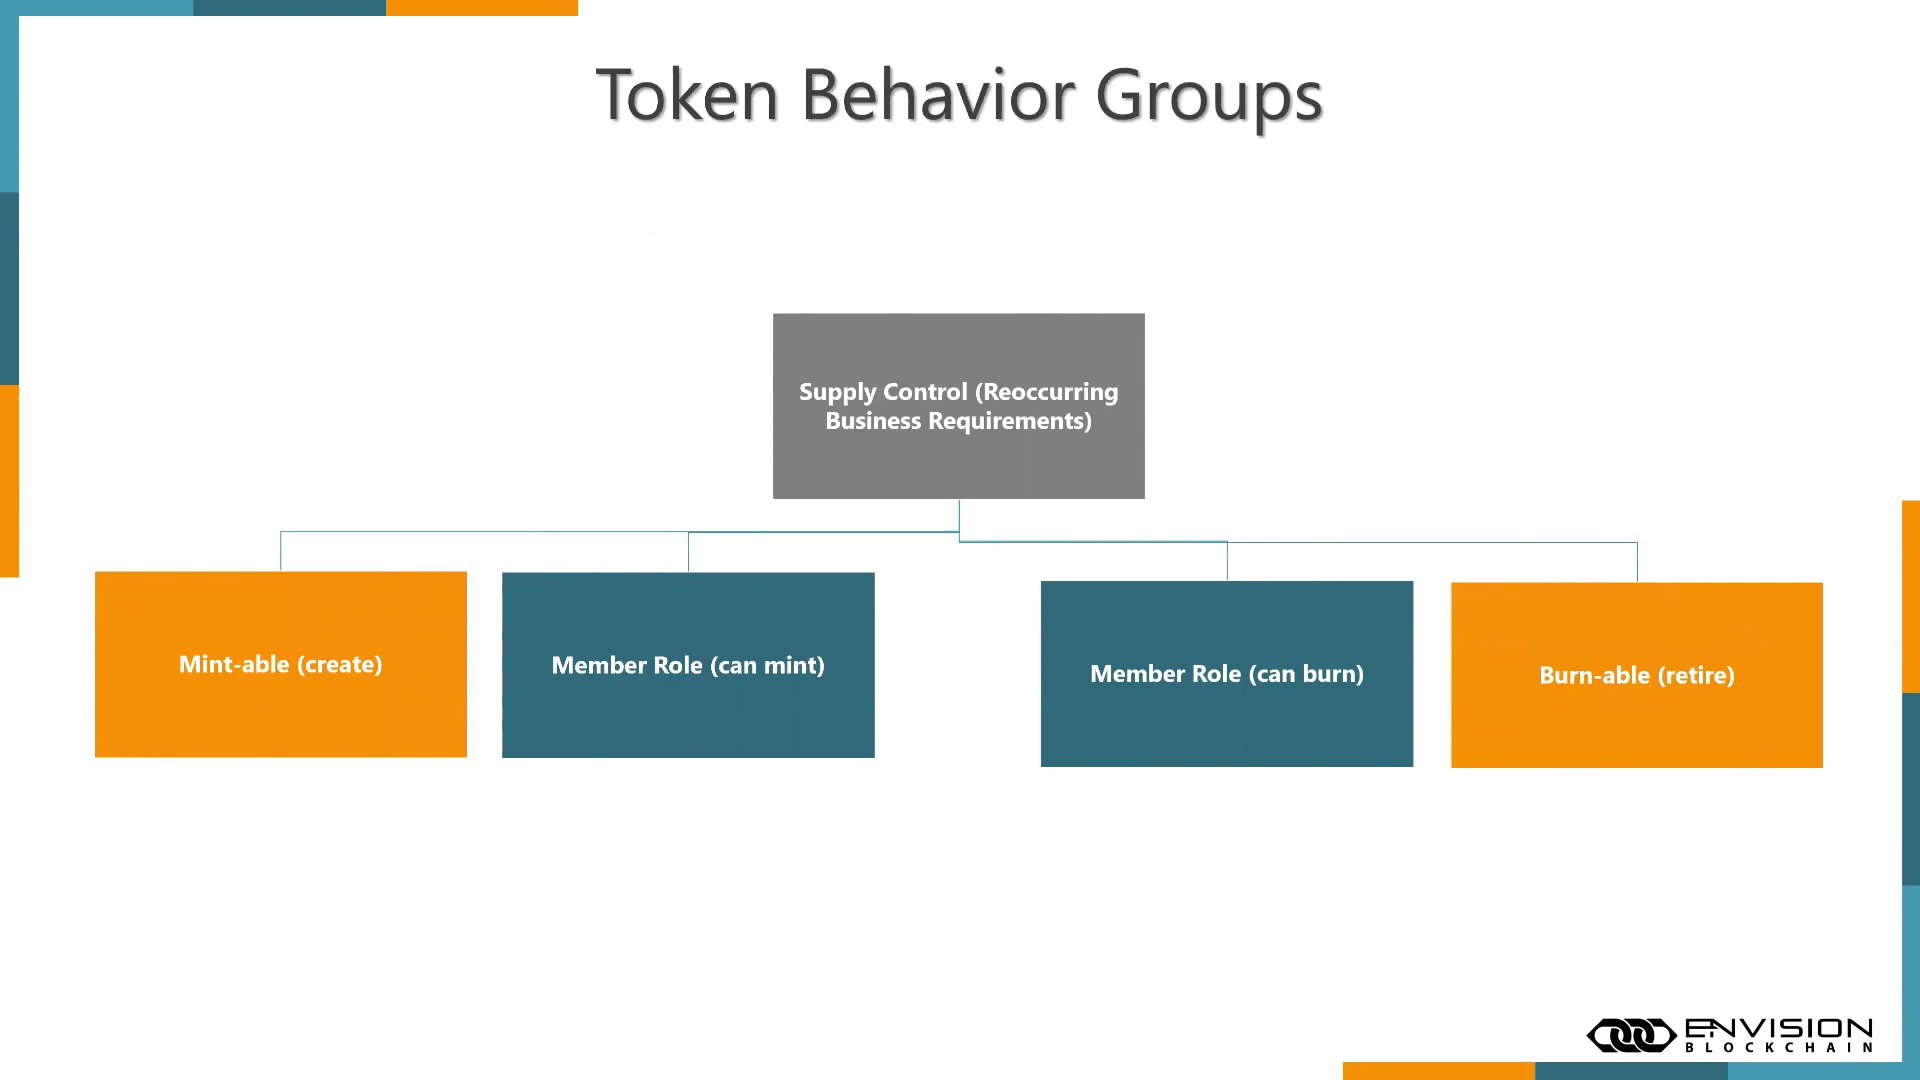 Token Behavior Groups
Supply Control (Reoccurring
Business Requirements)
Mint-able (create)
Member Role (can mint)
Member Role (can burn)
Burn-able (retire)
ENVISION
BLOCKCHAIN